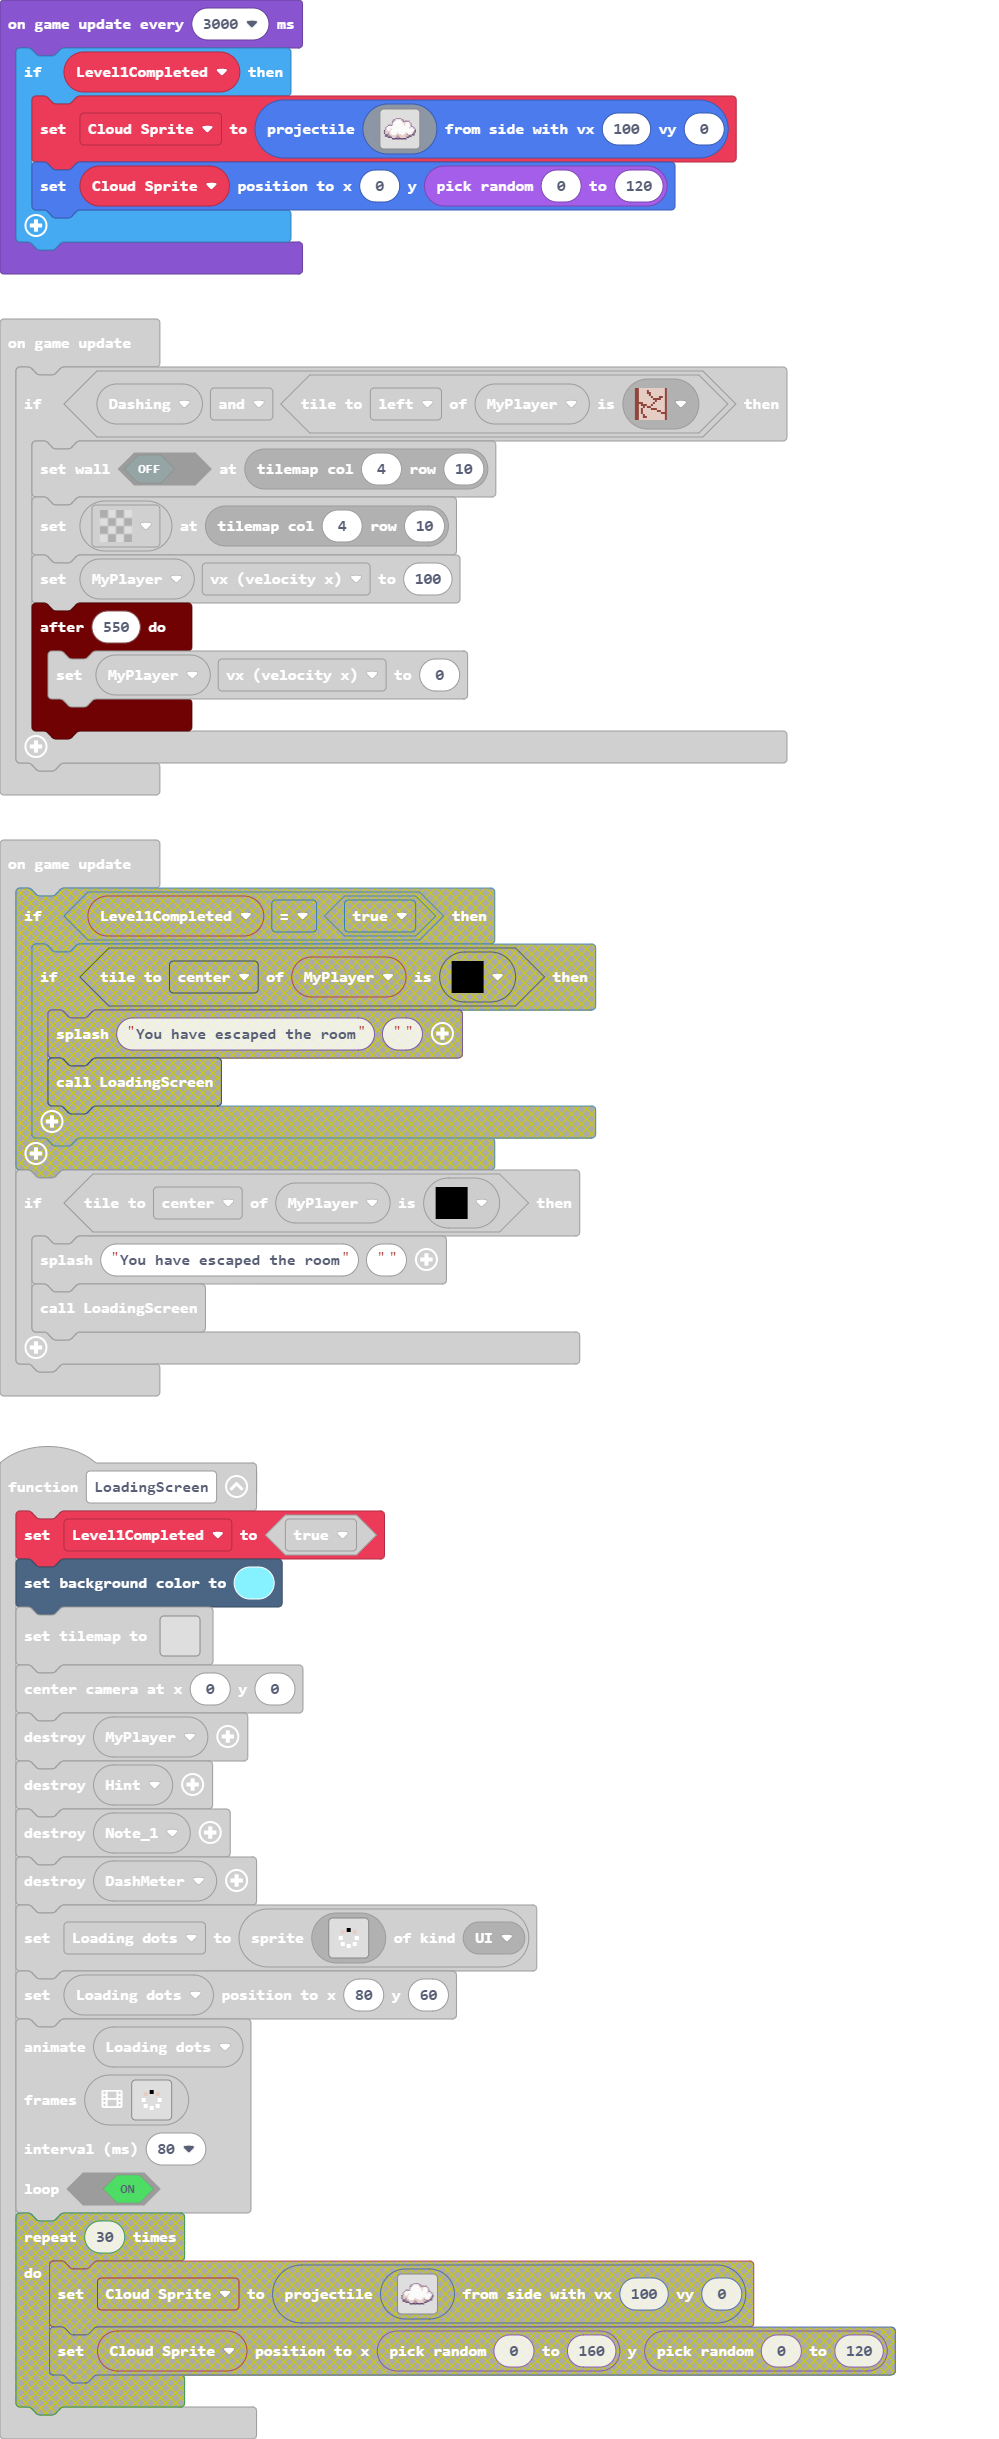 on game update every 3000 ms
if Level1Completed then
set Cloud Sprite to projectile from side with vx 100 vy 0
set Cloud Sprite position to x 0 y pick random 0 to 120
on game update
if Dashing and tile to left of MyPlayer is then
set wall OFF at tilemap col 4 row 10
set at tilemap col 4 row 10
set MyPlayer vx (velocity x) to 100
after 550 do
set MyPlayer vx (velocity x) to 0
on game update
if Level1Completed = true then
if tile to center of MyPlayer is then
splash "You have escaped the room" " "
call LoadingScreen
if tile to center of MyPlayer is then
splash "You have escaped the room" " "
call LoadingScreen
function LoadingScreen
set Level1Completed to true
set background color to
set tilemap to
center camera at x 0 y 0
destroy MyPlayer
destroy Hint
destroy Note_1
destroy DashMeter
set Loading dots to sprite of kind UI
set Loading dots position to x 80 y 60
animate Loading dots
frames
interval (ms) 80
loop ON
repeat 30 times
do
set Cloud Sprite to projectile from side with vx 100 vy 0
set Cloud Sprite position to x pick random 0 to 160 y pick random 0 to 120